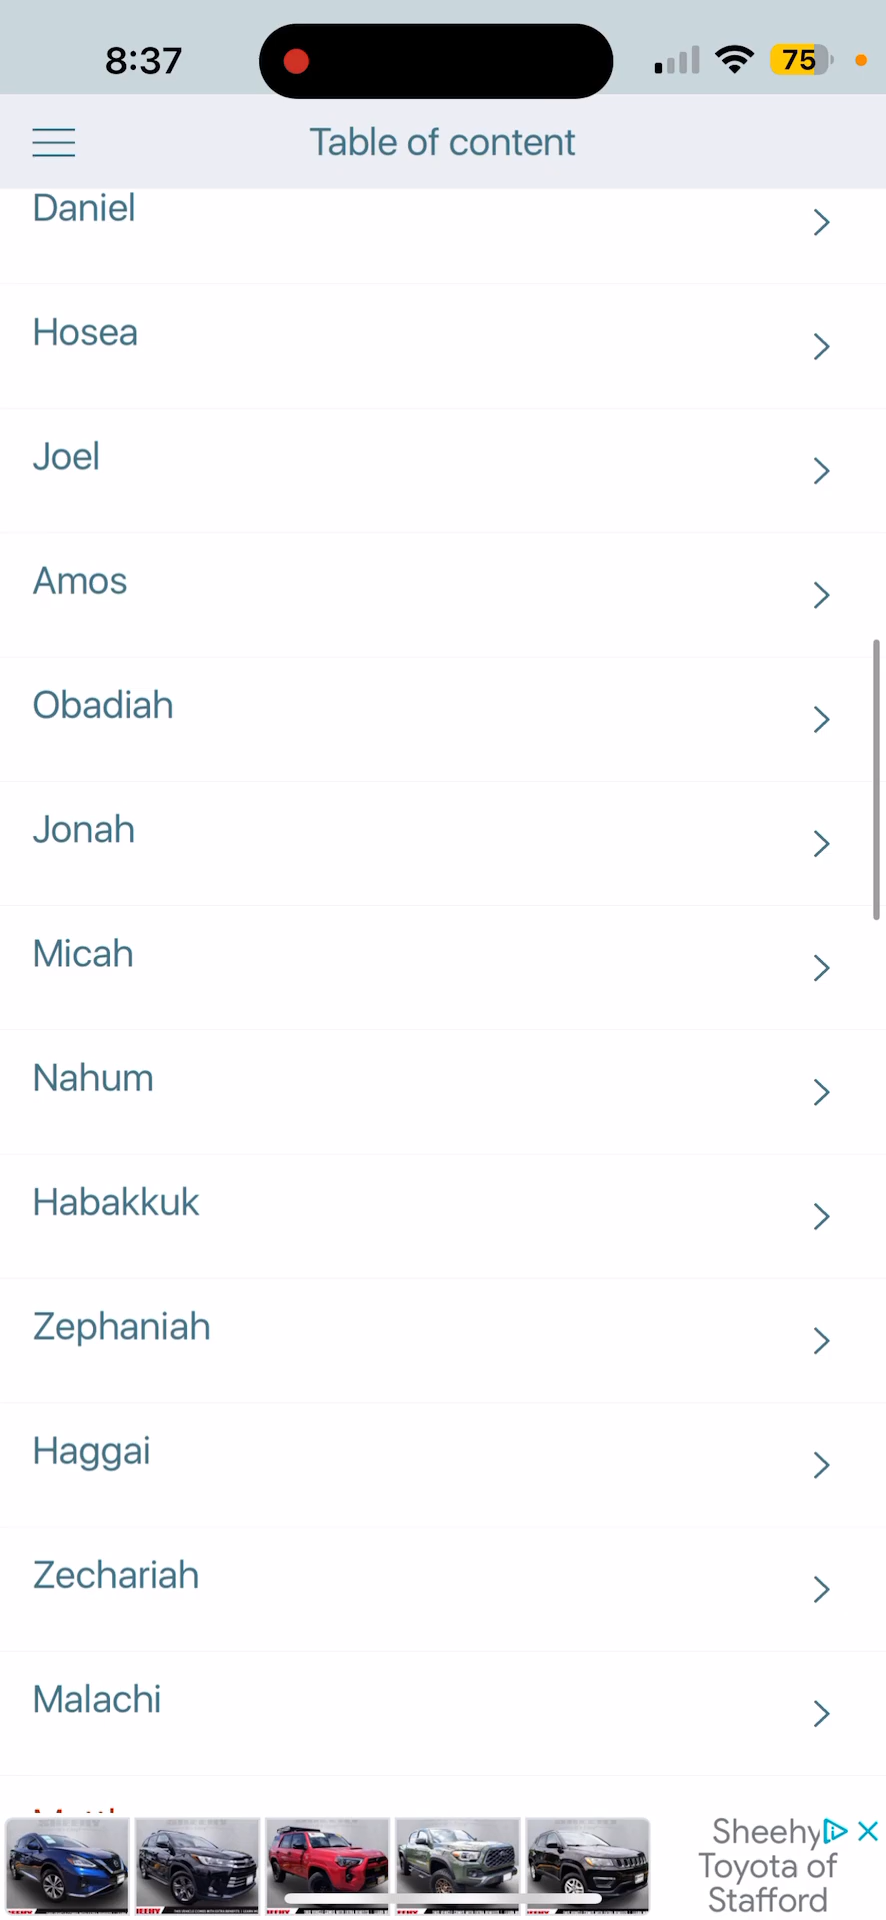 8:37
75
Table of content
Daniel
Hosea
Joel
Amos
Obadiah
Jonah
Micah
Nahum
Habakkuk
Zephaniah
Haggai
Zechariah
Malachi
Sheehy
Toyota of
Stafford